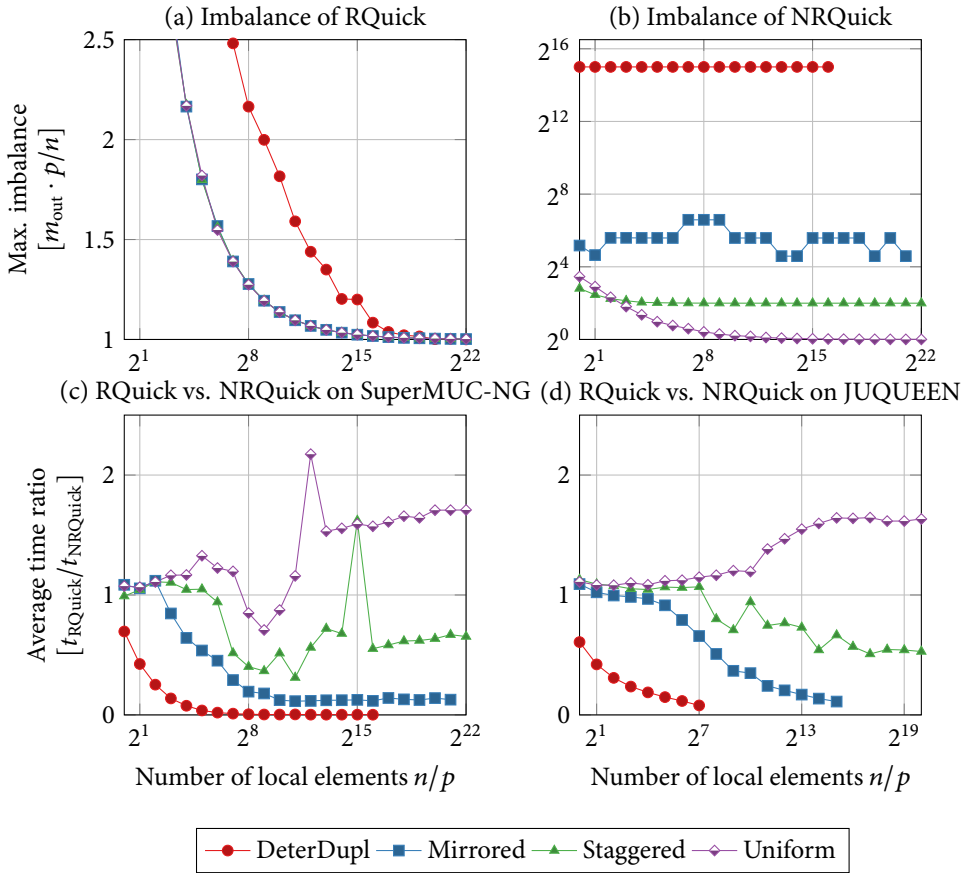 (a) Imbalance of RQuick
(b) Imbalance of NRQuick
Max. imbalance
[m_out · p/n]
2.5
2
1.5
1
2^1
2^8
2^15
2^22
2^16
2^12
2^8
2^4
2^0
2^1
2^8
2^15
2^22
(c) RQuick vs. NRQuick on SuperMUC-NG
(d) RQuick vs. NRQuick on JUQUEEN
Average time ratio
[t_RQuick/t_NRQuick]
2
1
0
2^1
2^8
2^15
2^22
2
1
0
2^1
2^7
2^13
2^19
Number of local elements n/p
Number of local elements n/p
DeterDupl Mirrored Staggered Uniform